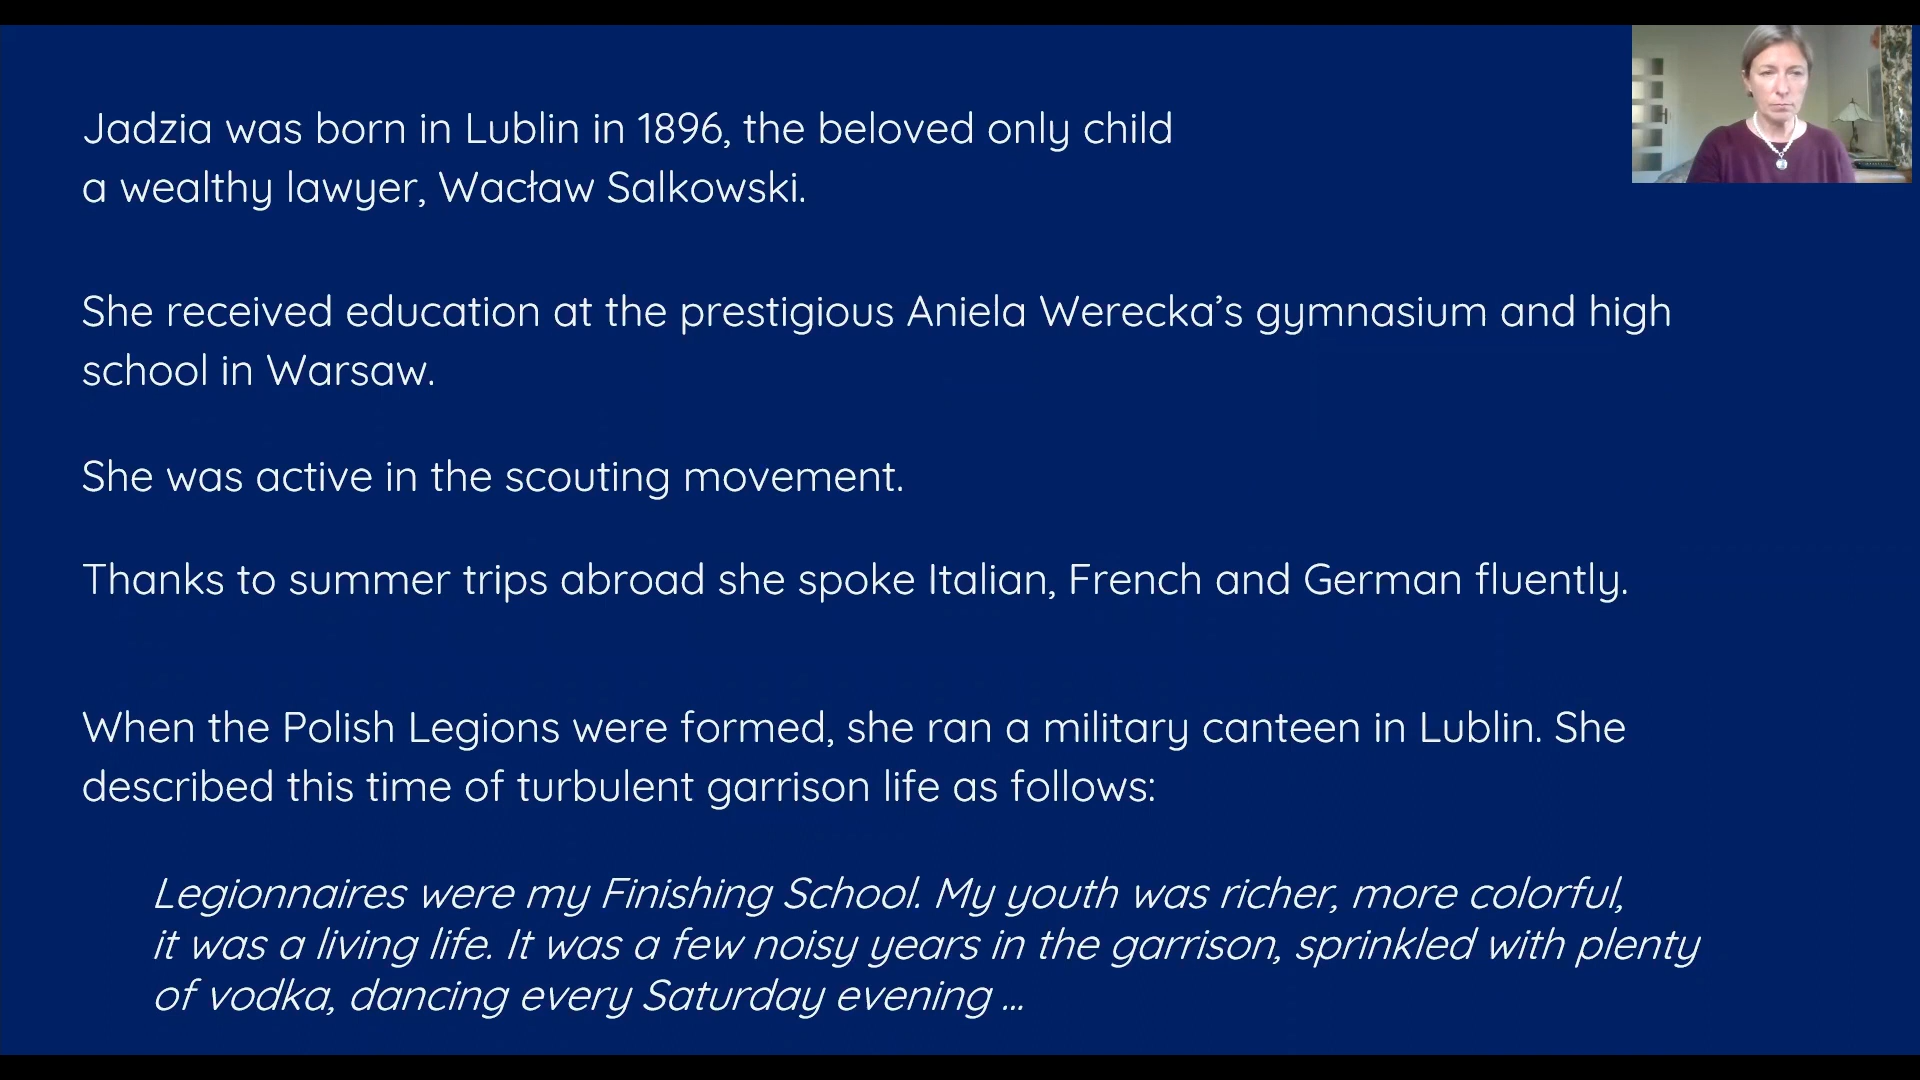 Jadzia was born in Lublin in 1896, the beloved only child
a wealthy lawyer, Wacław Salkowski.
She received education at the prestigious Aniela Werecka’s gymnasium and high
school in Warsaw.
She was active in the scouting movement.
Thanks to summer trips abroad she spoke Italian, French and German fluently.
When the Polish Legions were formed, she ran a military canteen in Lublin. She
described this time of turbulent garrison life as follows:
Legionnaires were my Finishing School. My youth was richer, more colorful,
it was a living life. It was a few noisy years in the garrison, sprinkled with plenty
of vodka, dancing every Saturday evening ...